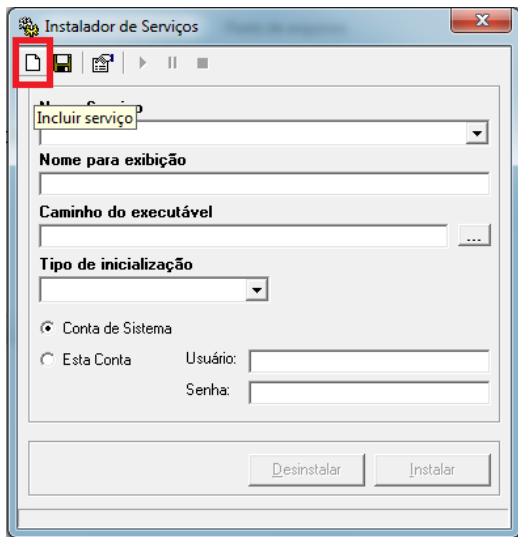 Instalador de Serviços
Incluir serviço
Nome para exibição
Caminho do executável
...
Tipo de inicialização
Conta de Sistema
Esta Conta Usuário:
Senha:
Desinstalar Instalar